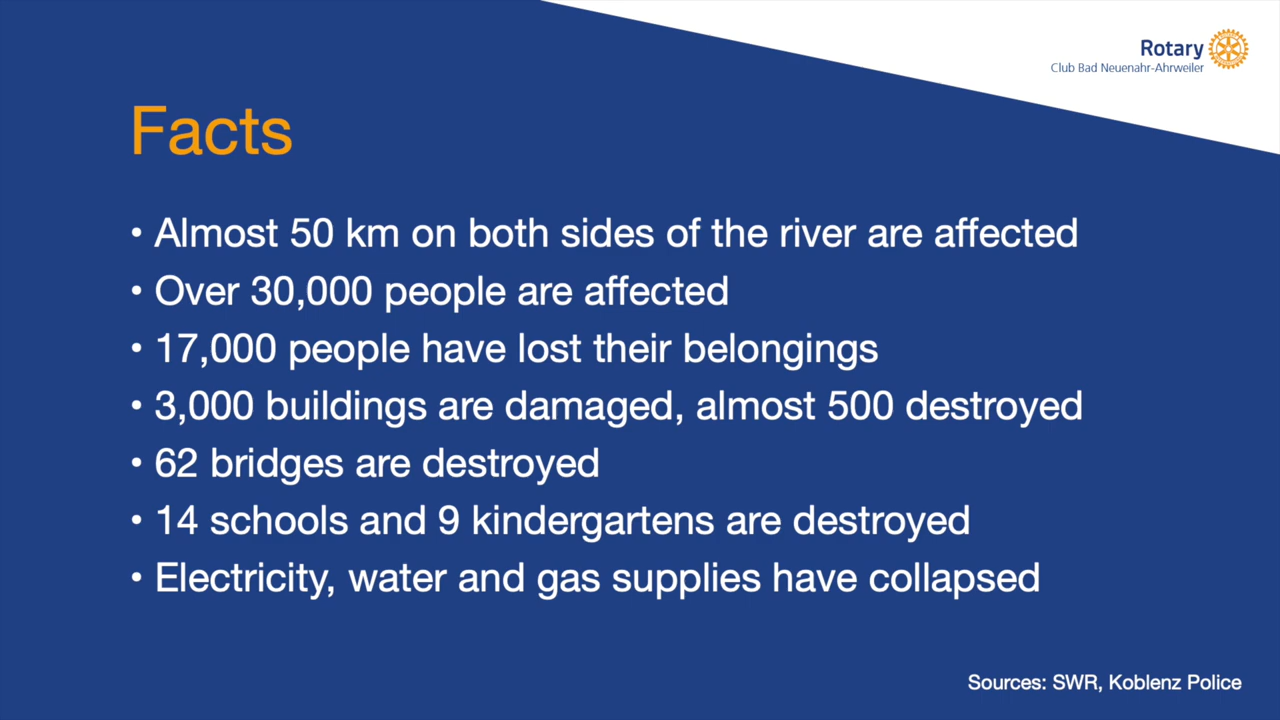 Rotary
Club Bad Neuenahr-Ahrweiler
Facts
• Almost 50 km on both sides of the river are affected
• Over 30,000 people are affected
• 17,000 people have lost their belongings
• 3,000 buildings are damaged, almost 500 destroyed
• 62 bridges are destroyed
• 14 schools and 9 kindergartens are destroyed
• Electricity, water and gas supplies have collapsed
Sources: SWR, Koblenz Police